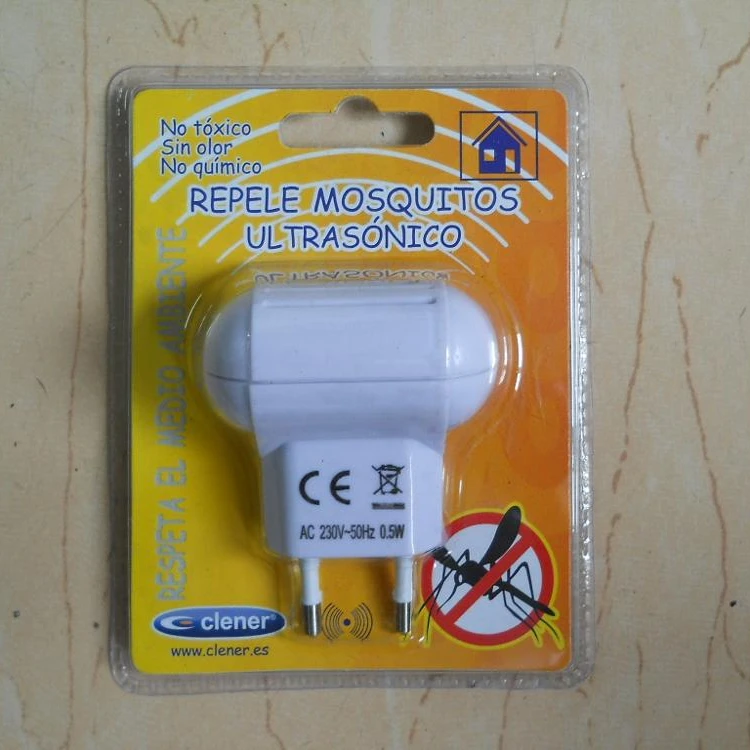 No tóxico
Sin olor
No químico
REPELE MOSQUITOS
ULTRASÓNICO
RESPETA EL MEDIO AMBIENTE
CE
AC 230V~50Hz 0.5W
clener®
www.clener.es